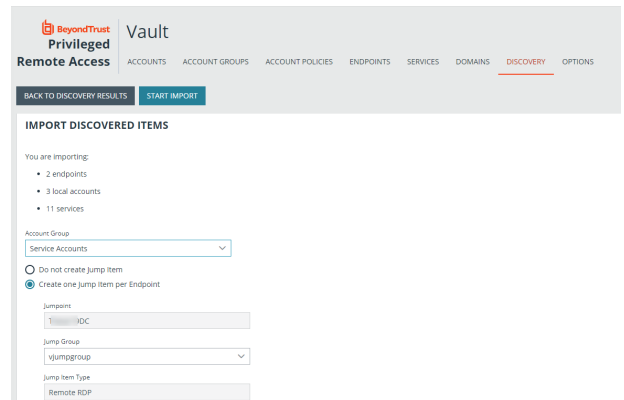 BeyondTrust
Privileged
Remote Access
Vault
ACCOUNTS ACCOUNT GROUPS ACCOUNT POLICIES ENDPOINTS SERVICES DOMAINS DISCOVERY OPTIONS
BACK TO DISCOVERY RESULTS START IMPORT
IMPORT DISCOVERED ITEMS
You are importing:
• 2 endpoints
• 3 local accounts
• 11 services
Account Group
Service Accounts
Do not create Jump Item
Create one Jump Item per Endpoint
Jumpoint
Jump Group
vjumpgroup
Jump Item Type
Remote RDP